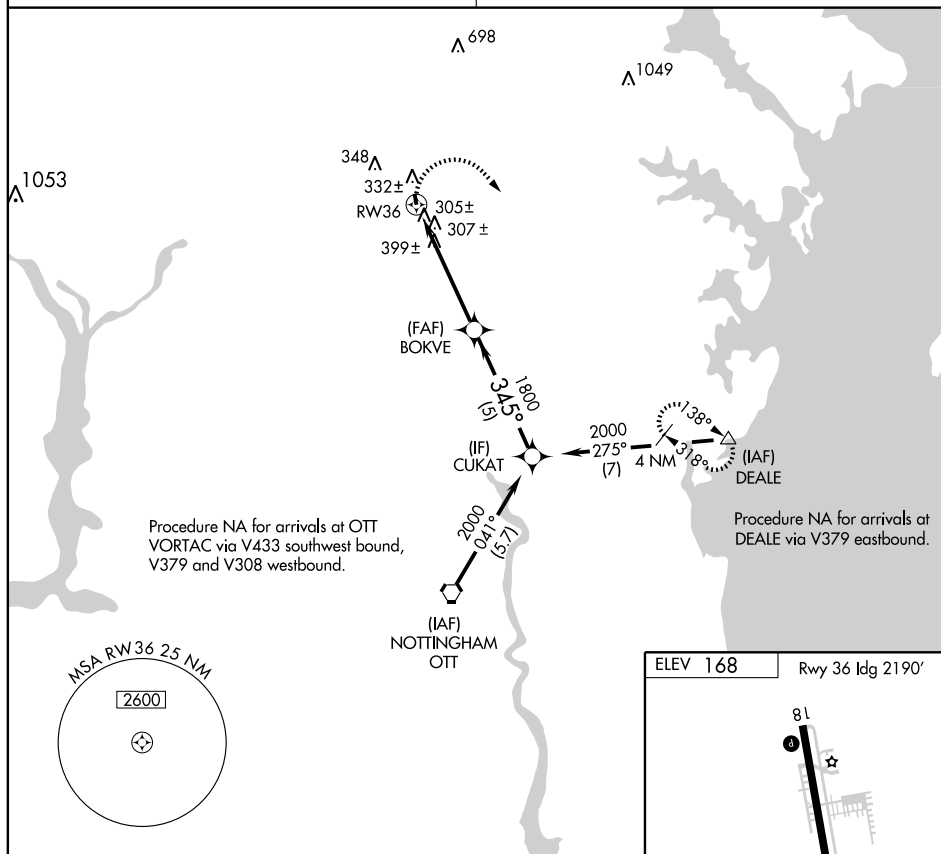 698
1049
348
1053
332±
RW36
305±
307 ±
399±
(FAF)
BOKVE
1800
345°
(5)
(IF)
CUKAT
2000
275°
(7)
4 NM
138°
318°
(IAF)
DEALE
2000
041°
(5.7)
Procedure NA for arrivals at OTT
VORTAC via V433 southwest bound,
V379 and V308 westbound.
Procedure NA for arrivals at
DEALE via V379 eastbound.
(IAF)
NOTTINGHAM
OTT
MSA RW36 25 NM
2600
ELEV 168
Rwy 36 ldg 2190'
18
P